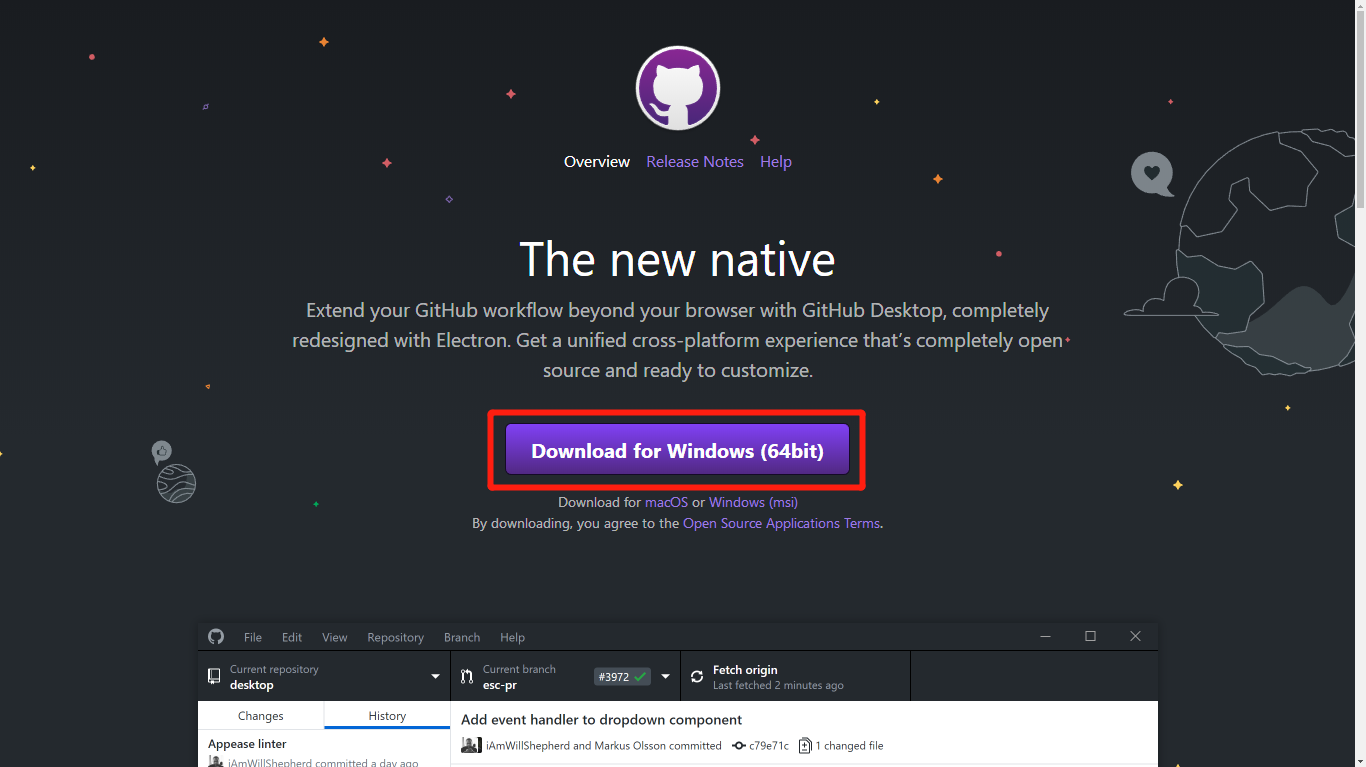 Overview Release Notes Help
The new native
Extend your GitHub workflow beyond your browser with GitHub Desktop, completely
redesigned with Electron. Get a unified cross-platform experience that’s completely open
source and ready to customize.
Download for Windows (64bit)
Download for macOS or Windows (msi)
By downloading, you agree to the Open Source Applications Terms.
File Edit View Repository Branch Help
Current repository
desktop
Current branch
esc-pr
#3972
Fetch origin
Last fetched 2 minutes ago
Changes History
Add event handler to dropdown component
iAmWillShepherd and Markus Olsson committed c79e71c 1 changed file
Appease linter
iAmWillShepherd committed a day ago